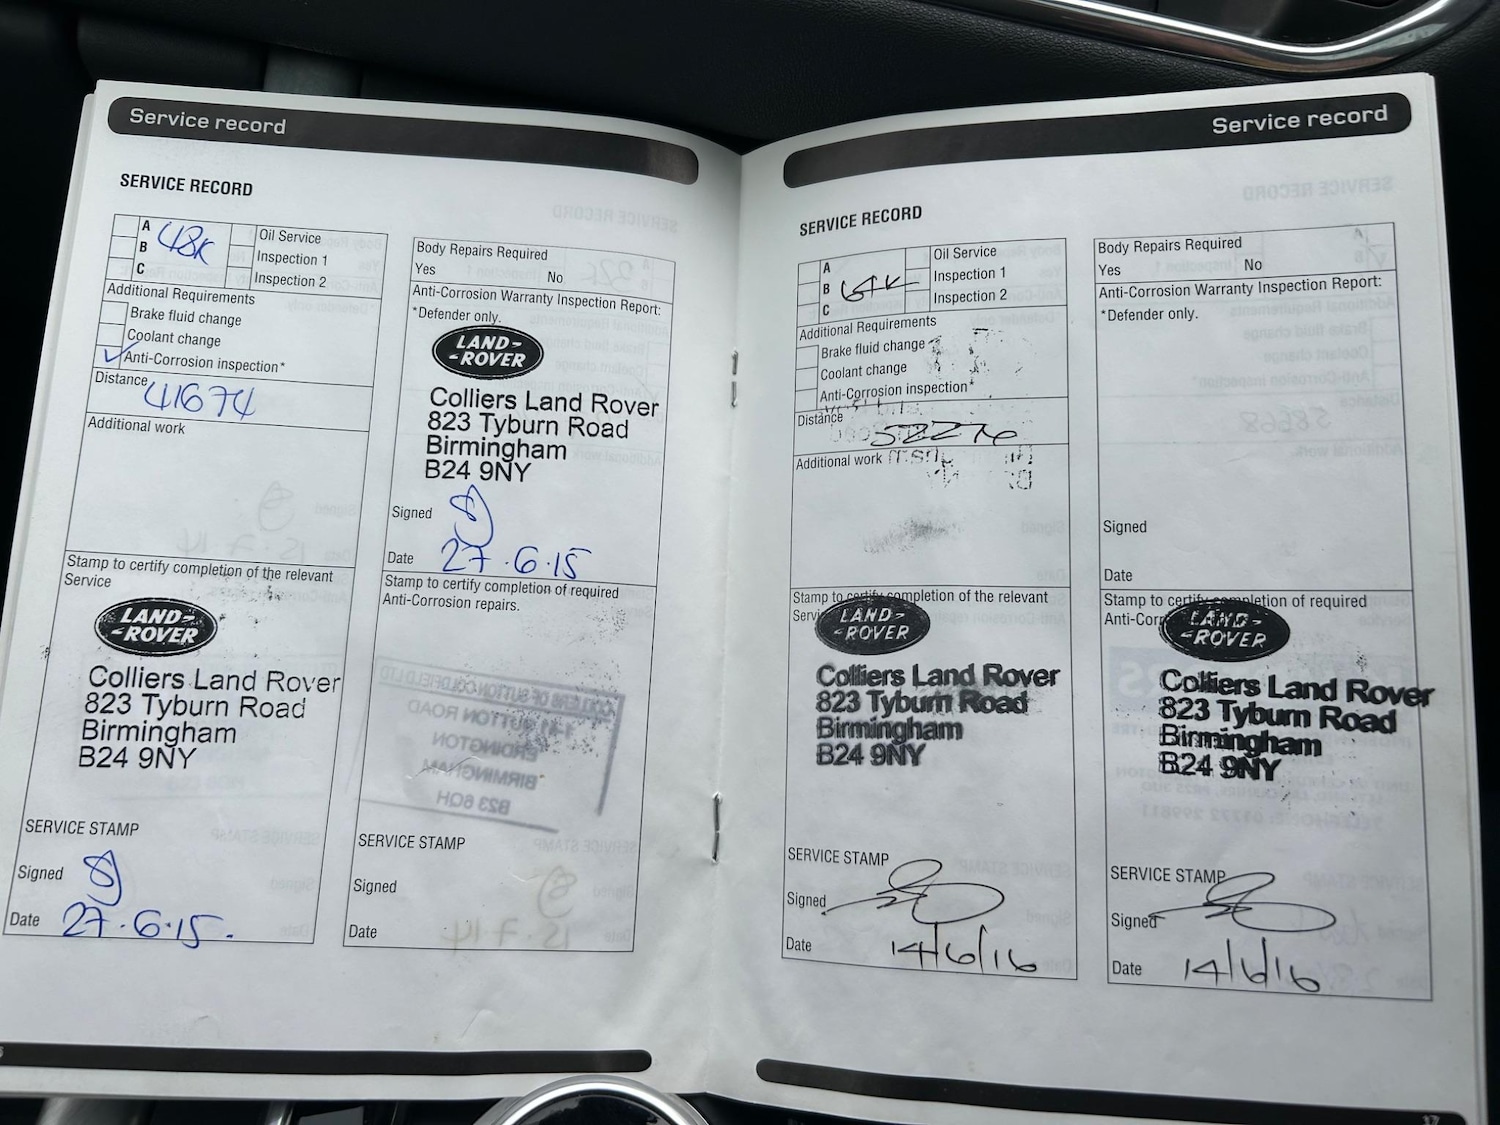 Service record
SERVICE RECORD
A
B
C
48K
Oil Service
Inspection 1
Inspection 2
Additional Requirements
Brake fluid change
Coolant change
Anti-Corrosion inspection*
Distance 41674
Additional work
Stamp to certify completion of the relevant
Service
LAND-
-ROVER
Colliers Land Rover
823 Tyburn Road
Birmingham
B24 9NY
SERVICE STAMP
Signed
Date 27.6.15.
Body Repairs Required
Yes No
Anti-Corrosion Warranty Inspection Report:
*Defender only.
LAND-
-ROVER
Colliers Land Rover
823 Tyburn Road
Birmingham
B24 9NY
Signed
Date 27.6.15
Stamp to certify completion of required
Anti-Corrosion repairs.
SERVICE STAMP
Signed
Date
Service record
SERVICE RECORD
A
B
C
64K
Oil Service
Inspection 1
Inspection 2
Additional Requirements
Brake fluid change
Coolant change
Anti-Corrosion inspection*
Distance 52276
Additional work
Stamp to certify completion of the relevant
LAND-
-ROVER
Colliers Land Rover
823 Tyburn Road
Birmingham
B24 9NY
SERVICE STAMP
Signed
Date 14/6/16
Body Repairs Required
Yes No
Anti-Corrosion Warranty Inspection Report:
*Defender only.
Signed
Date
Stamp to certify completion of required
LAND-
-ROVER
Colliers Land Rover
823 Tyburn Road
Birmingham
B24 9NY
SERVICE STAMP
Signed
Date 14/6/16
17